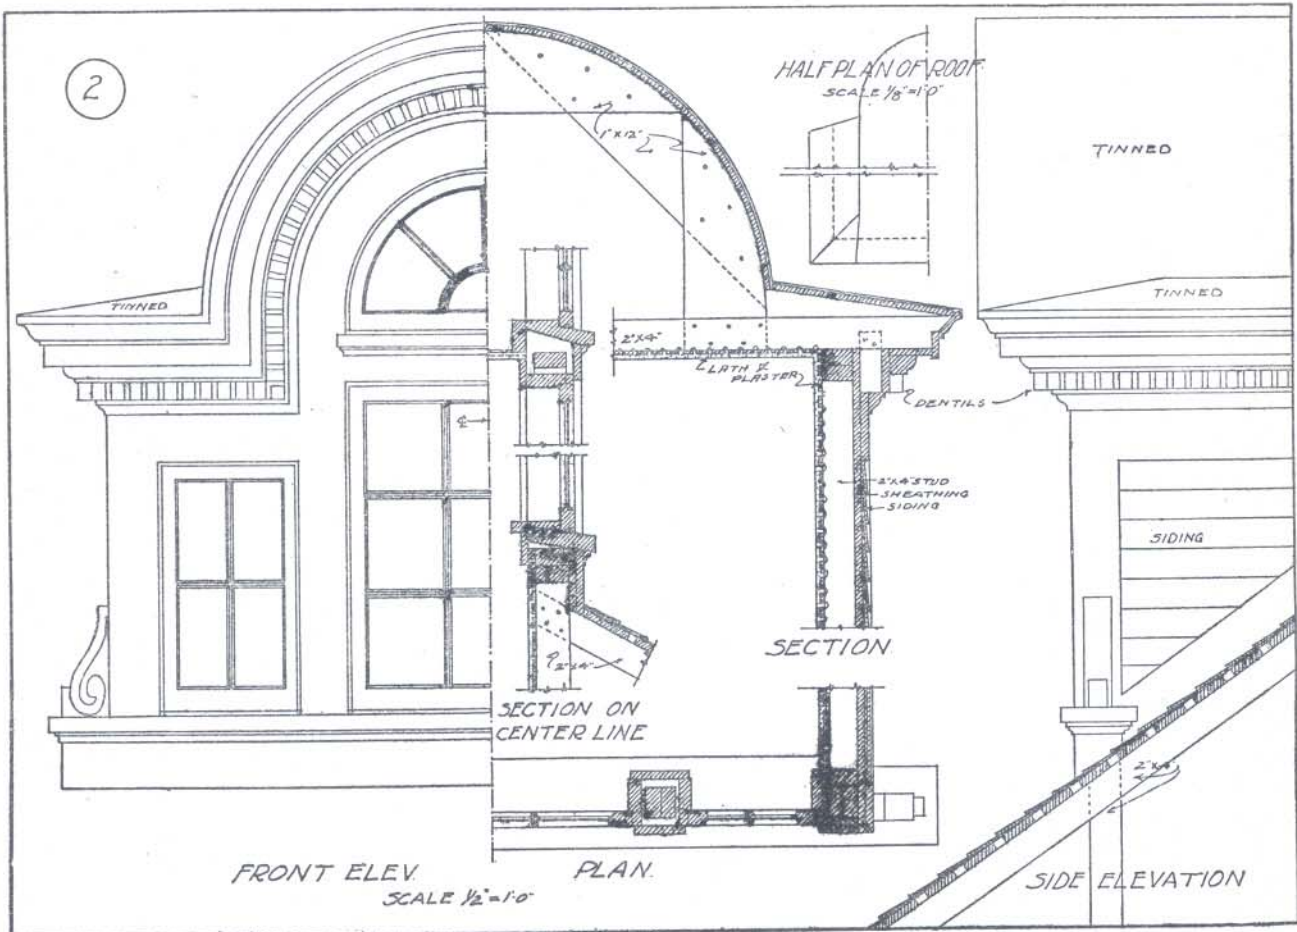 2
HALF PLAN OF ROOF.
SCALE 1/8"=1'-0"
1"X12"
TINNED
TINNED
TINNED
2"X4"
LATH &
PLASTER
DENTILS
℄
2"X4" STUD
SHEATHING
SIDING
SIDING
SECTION
2"X4"
SECTION ON
CENTER LINE
2"X4"
FRONT ELEV.
PLAN.
SIDE ELEVATION
SCALE 1/2"=1'-0"